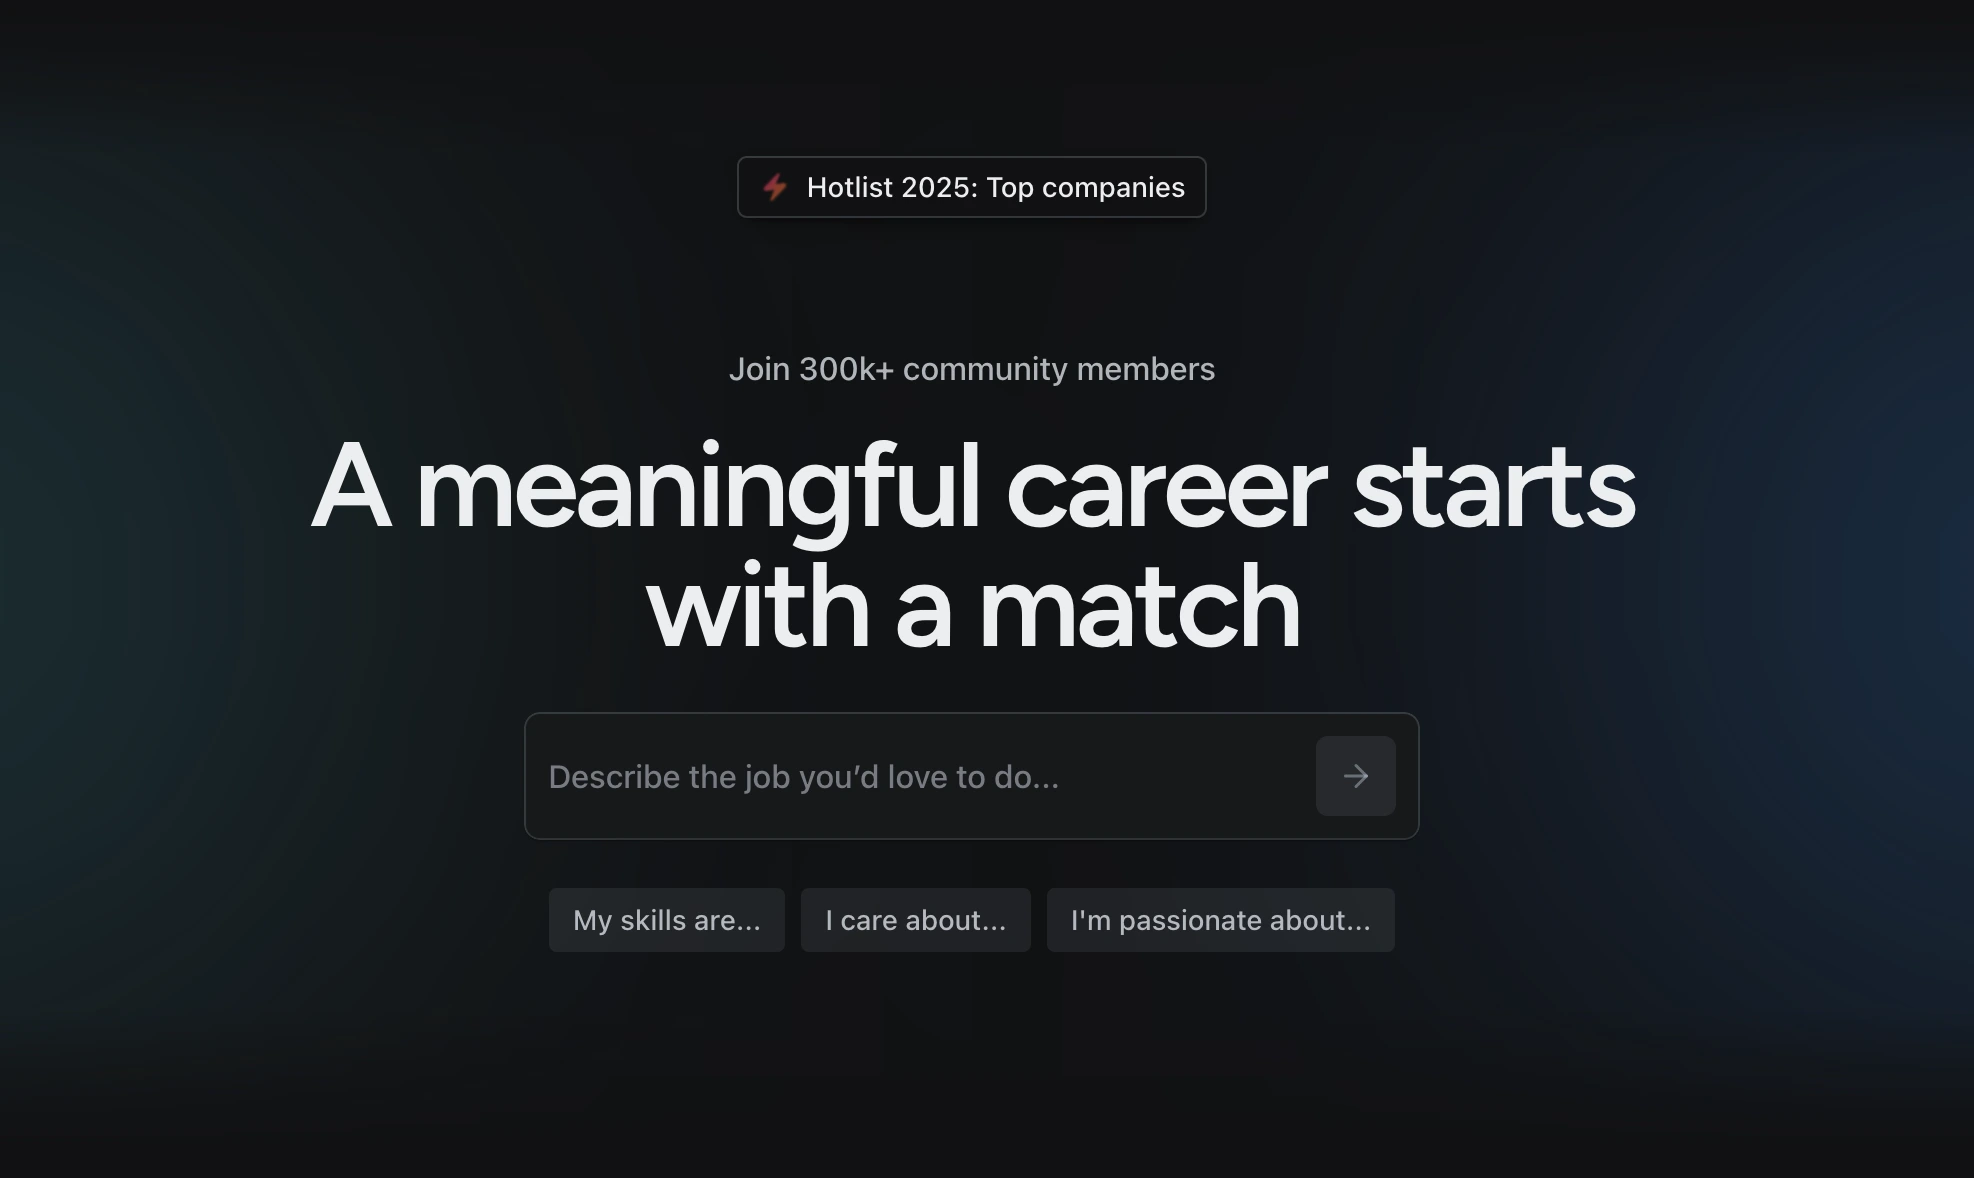 Hotlist 2025: Top companies
Join 300k+ community members
A meaningful career starts
with a match
Describe the job you’d love to do...
My skills are...
I care about...
I'm passionate about...